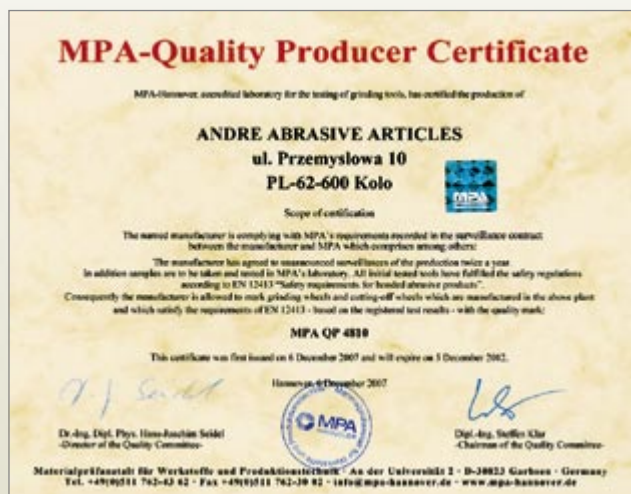 MPA-Quality Producer Certificate
MPA-Hannover, accredited laboratory for the testing of grinding tools, has certified the production of
ANDRE ABRASIVE ARTICLES
ul. Przemyslowa 10
PL-62-600 Kolo
MPA
Scope of certification
The named manufacturer is complying with MPA's requirements recorded in the surveillance contract
between the manufacturer and MPA which comprises among others:
The manufacturer has agreed to unannounced surveillances of the production twice a year.
In addition samples are to be taken and tested in MPA's laboratory. All initial tested tools have fulfilled the safety regulations
according to EN 12413 "Safety requirements for bonded abrasive products".
Consequently the manufacturer is allowed to mark grinding wheels and cutting-off wheels which are manufactured in the above plant
and which satisfy the requirements of EN 12413 - based on the registered test results - with the quality mark:
MPA QP 4810
This certificate was first issued on 6 December 2007 and will expire on 5 December
Hannover, 6 December 2007
MPA
Dr.-Ing. Dipl. Phys. Hans-Joachim Seidel
-Director of the Quality Committee-
Dipl.-Ing. Steffen
-Chairman of the Quality Committee-
Materialprüfanstalt für Werkstoffe und Produktionstechnik · An der Universität 2 · D-30823 Garbsen · Germany
Tel. +49(0)511 762-43 62 · Fax +49(0)511 762-30 02 · info@mpa-hannover.de · www.mpa-hannover.de